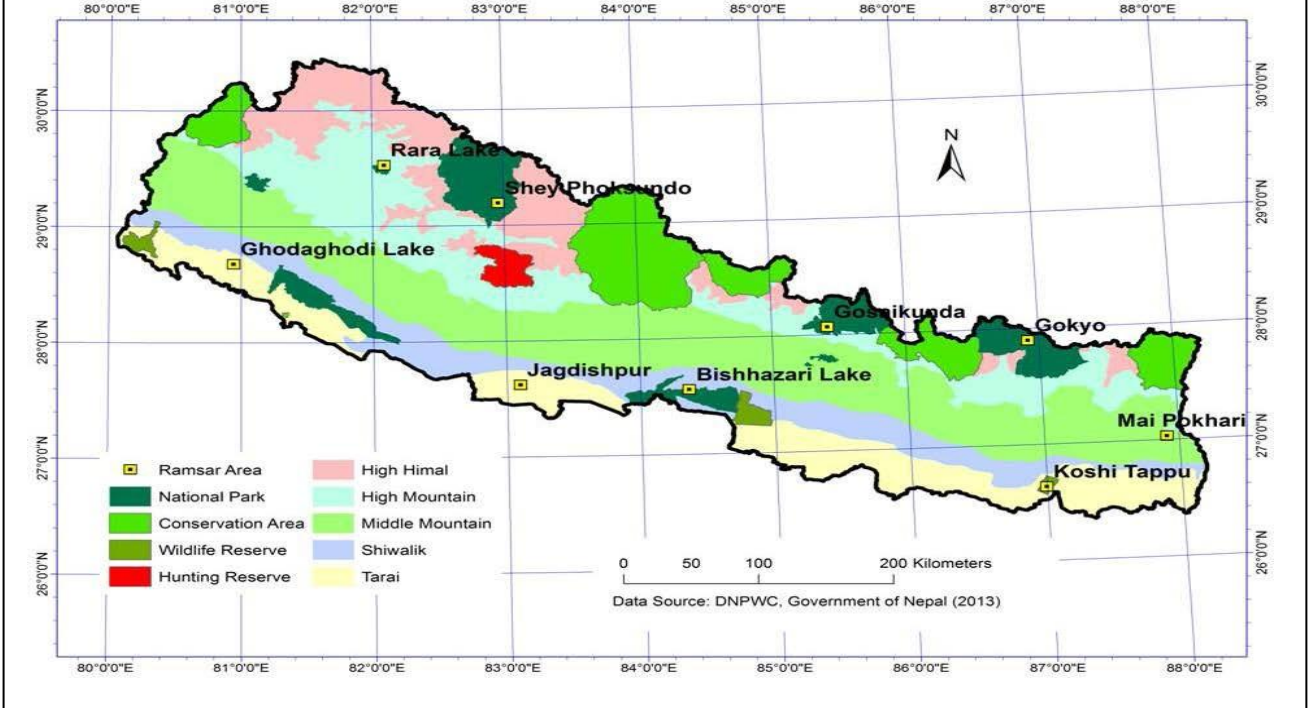 80°0'0"E 81°0'0"E 82°0'0"E 83°0'0"E 84°0'0"E 85°0'0"E 86°0'0"E 87°0'0"E 88°0'0"E
30°0'0"N
30°0'0"N
N
Rara Lake
Shey Phoksundo
29°0'0"N
29°0'0"N
Ghodaghodi Lake
Gosaikunda
Gokyo
28°0'0"N
28°0'0"N
Jagdishpur
Bishhazari Lake
Mai Pokhari
27°0'0"N
27°0'0"N
Koshi Tappu
Ramsar Area
National Park
Conservation Area
Wildlife Reserve
Hunting Reserve
High Himal
High Mountain
Middle Mountain
Shiwalik
Tarai
26°0'0"N
26°0'0"N
0 50 100 200 Kilometers
Data Source: DNPWC, Government of Nepal (2013)
80°0'0"E 81°0'0"E 82°0'0"E 83°0'0"E 84°0'0"E 85°0'0"E 86°0'0"E 87°0'0"E 88°0'0"E